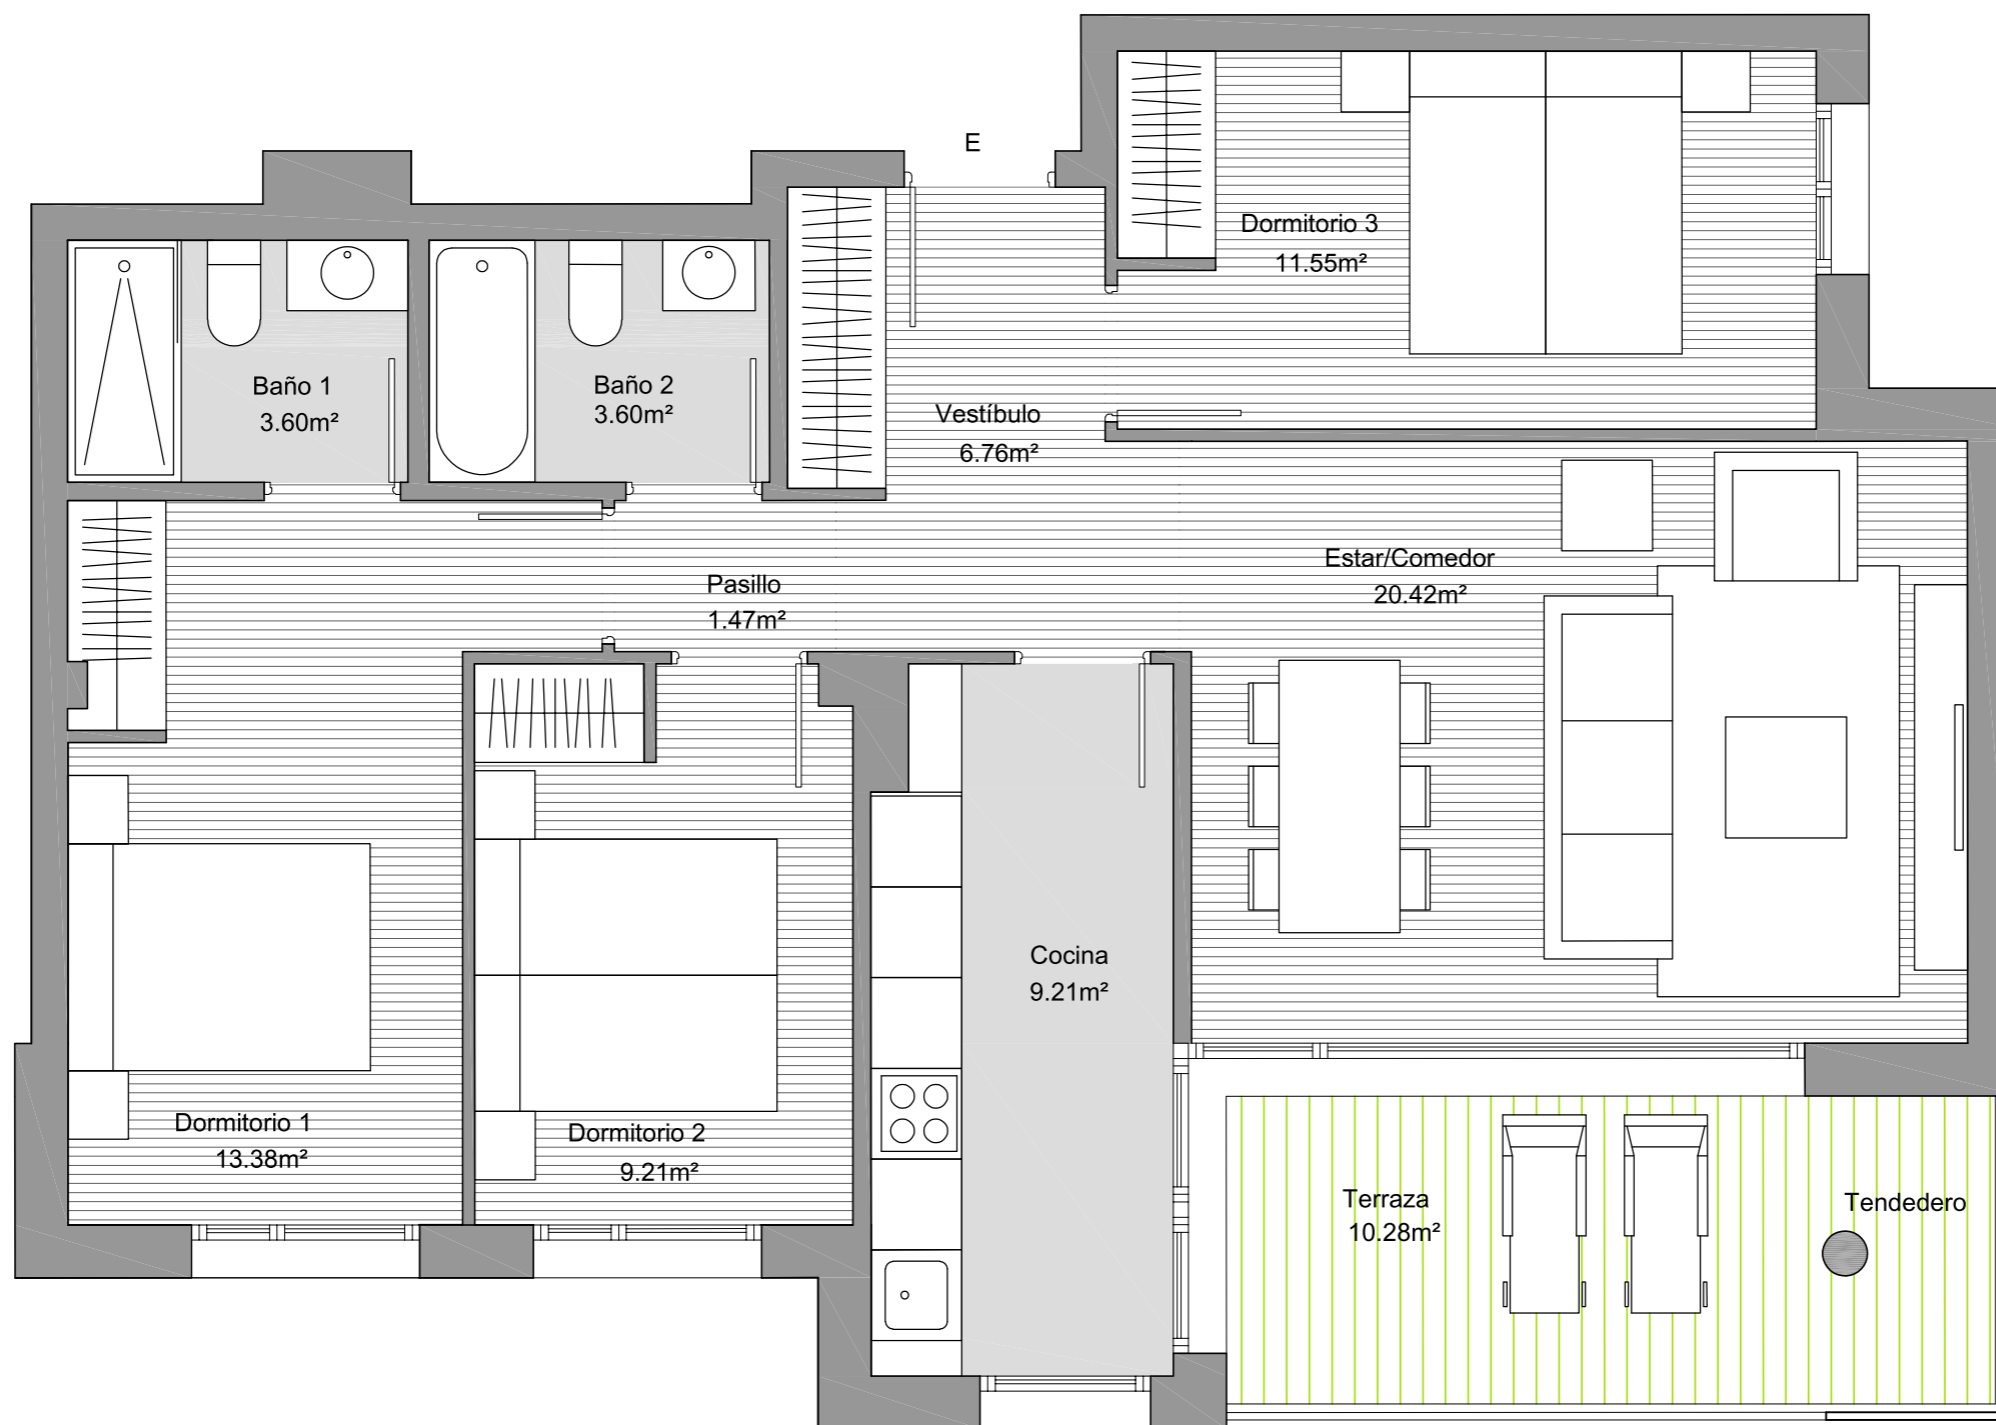 E
Dormitorio 3
11.55m²
Baño 1
3.60m²
Baño 2
3.60m²
Vestíbulo
6.76m²
Estar/Comedor
20.42m²
Pasillo
1.47m²
Cocina
9.21m²
Dormitorio 1
13.38m²
Dormitorio 2
9.21m²
Terraza
10.28m²
Tendedero